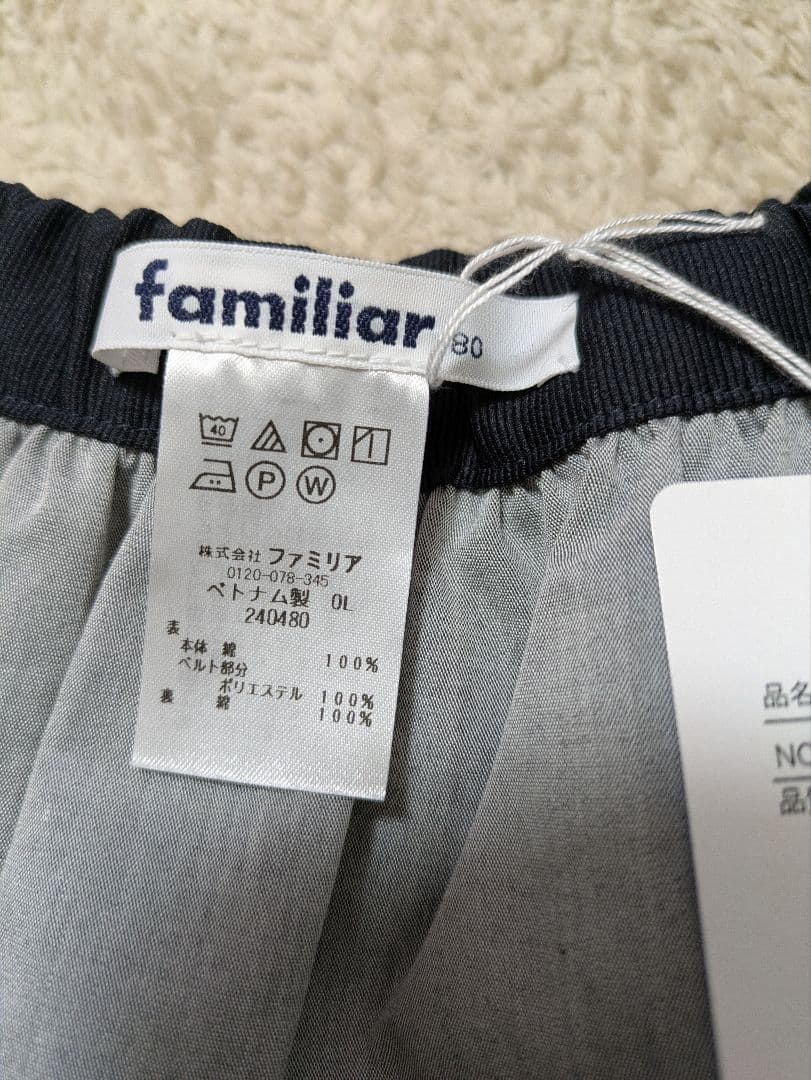 familiar 80
40
P W
株式会社 ファミリア
0120-078-345
ベトナム製 0L
240480
表
本体 綿 100%
ベルト部分
ポリエステル 100%
裏 綿 100%
品名
NO